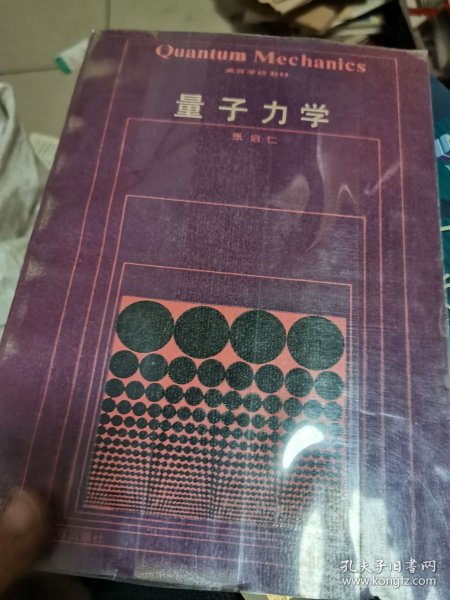 Quantum Mechanics
高等学校教材
量子力学
张启仁
孔夫子旧书网
www.kongfz.com